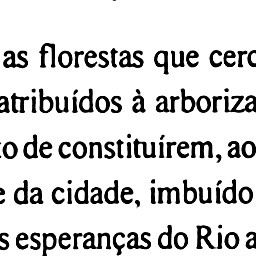 as florestas que cerc
atribuídos à arboriza
to de constituírem, ao
e da cidade, imbuído
s esperanças do Rio a